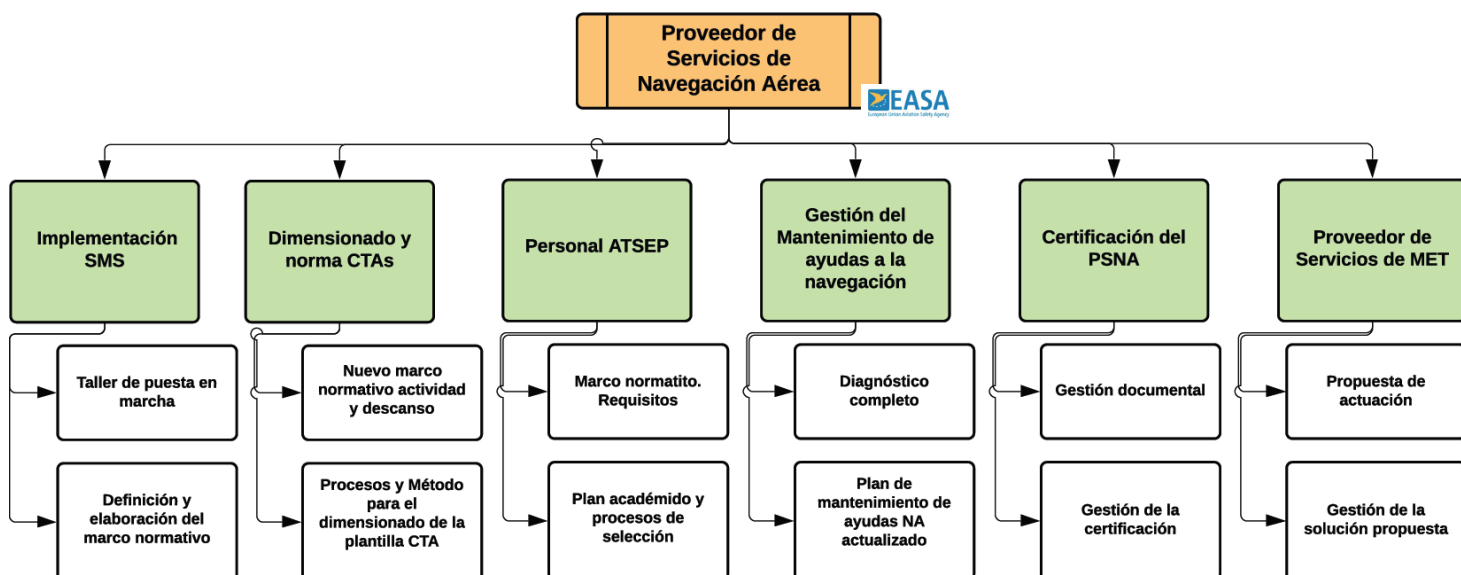 Proveedor de
Servicios de
Navegación Aérea
EASA
European Union Aviation Safety Agency
Implementación
SMS
Dimensionado y
norma CTAs
Personal ATSEP
Gestión del
Mantenimiento de
ayudas a la
navegación
Certificación del
PSNA
Proveedor de
Servicios de MET
Taller de puesta en
marcha
Nuevo marco
normativo actividad
y descanso
Marco normatito.
Requisitos
Diagnóstico
completo
Gestión documental
Propuesta de
actuación
Definición y
elaboración del
marco normativo
Procesos y Método
para el
dimensionado de la
plantilla CTA
Plan académido y
procesos de
selección
Plan de
mantenimiento de
ayudas NA
actualizado
Gestión de la
certificación
Gestión de la
solución propuesta